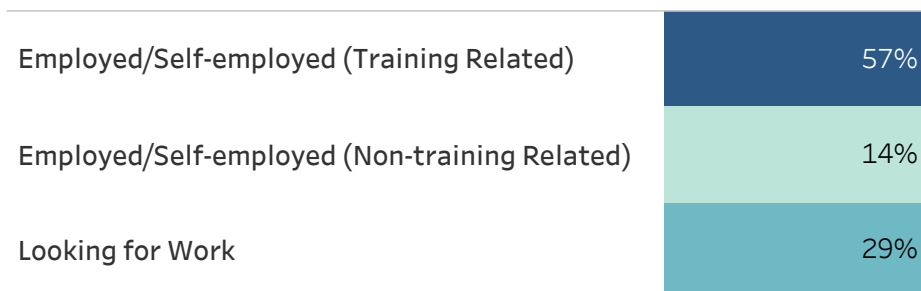 Employed/Self-employed (Training Related) 57%
Employed/Self-employed (Non-training Related) 14%
Looking for Work 29%